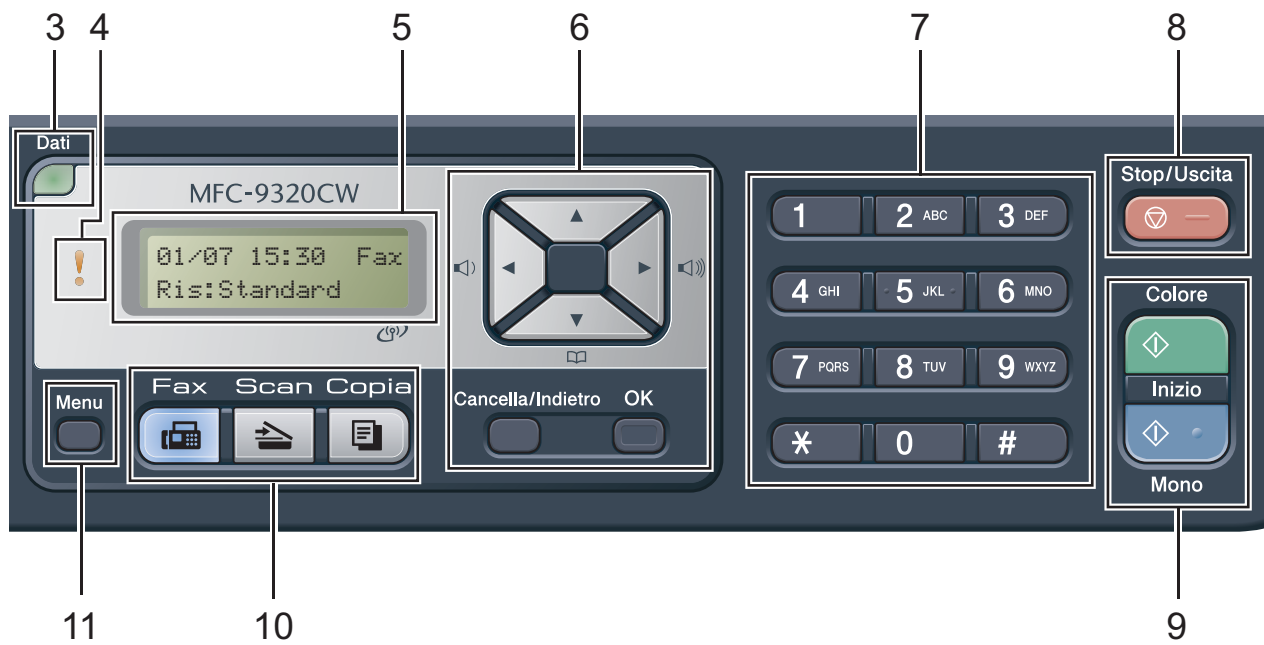 3 4 5 6 7 8
Dati
MFC-9320CW
01/07 15:30 Fax
Ris:Standard
Menu
Fax Scan Copia
Cancella/Indietro OK
1 2 ABC 3 DEF
4 GHI 5 JKL 6 MNO
7 PQRS 8 TUV 9 WXYZ
* 0 #
Stop/Uscita
Colore
Inizio
Mono
11 10 9